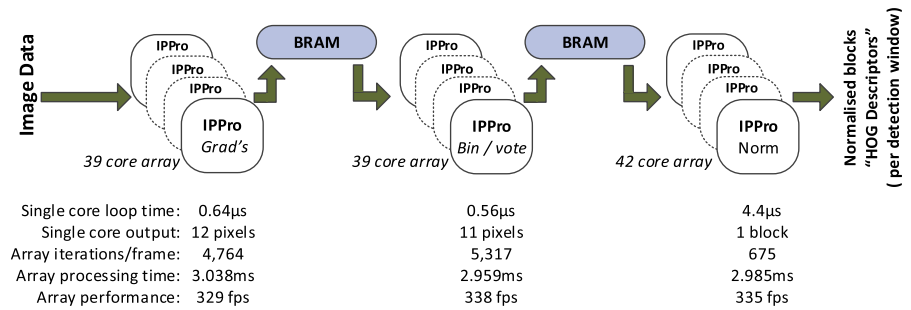 Image Data
IPPro
IPPro
IPPro
IPPro
Grad’s
39 core array
BRAM
IPPro
IPPro
IPPro
IPPro
Bin / vote
39 core array
BRAM
IPPro
IPPro
IPPro
IPPro
Norm
42 core array
Normalised blocks
“HOG Descriptors”
( per detection window)
Single core loop time: 0.64µs 0.56µs 4.4µs
Single core output: 12 pixels 11 pixels 1 block
Array iterations/frame: 4,764 5,317 675
Array processing time: 3.038ms 2.959ms 2.985ms
Array performance: 329 fps 338 fps 335 fps